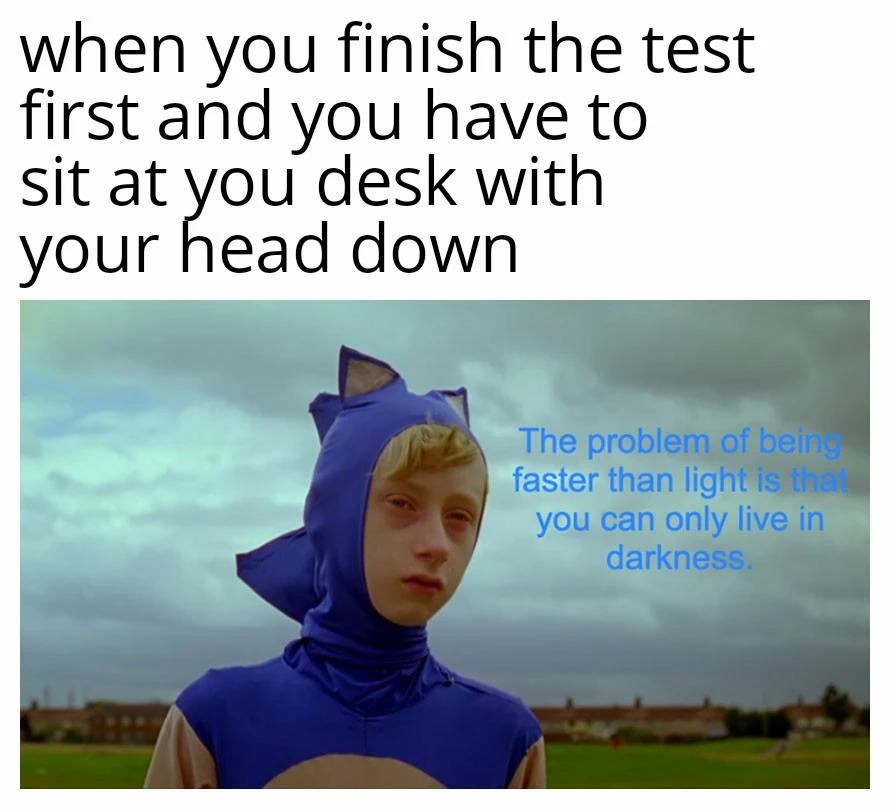 when you finish the test
first and you have to
sit at you desk with
your head down
The problem of being
faster than light is that
you can only live in
darkness.